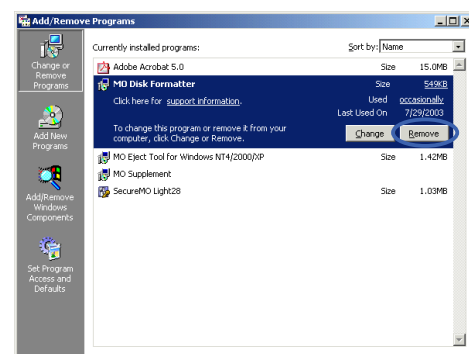 Add/Remove Programs
Change or
Remove
Programs
Add New
Programs
Add/Remove
Windows
Components
Set Program
Access and
Defaults
Currently installed programs:
Sort by: Name
Adobe Acrobat 5.0 Size 15.0MB
MO Disk Formatter Size 549KB
Click here for support information. Used occasionally
Last Used On 7/29/2003
To change this program or remove it from your
computer, click Change or Remove.
Change Remove
MO Eject Tool for Windows NT4/2000/XP Size 1.42MB
MO Supplement
SecureMO Light28 Size 1.03MB